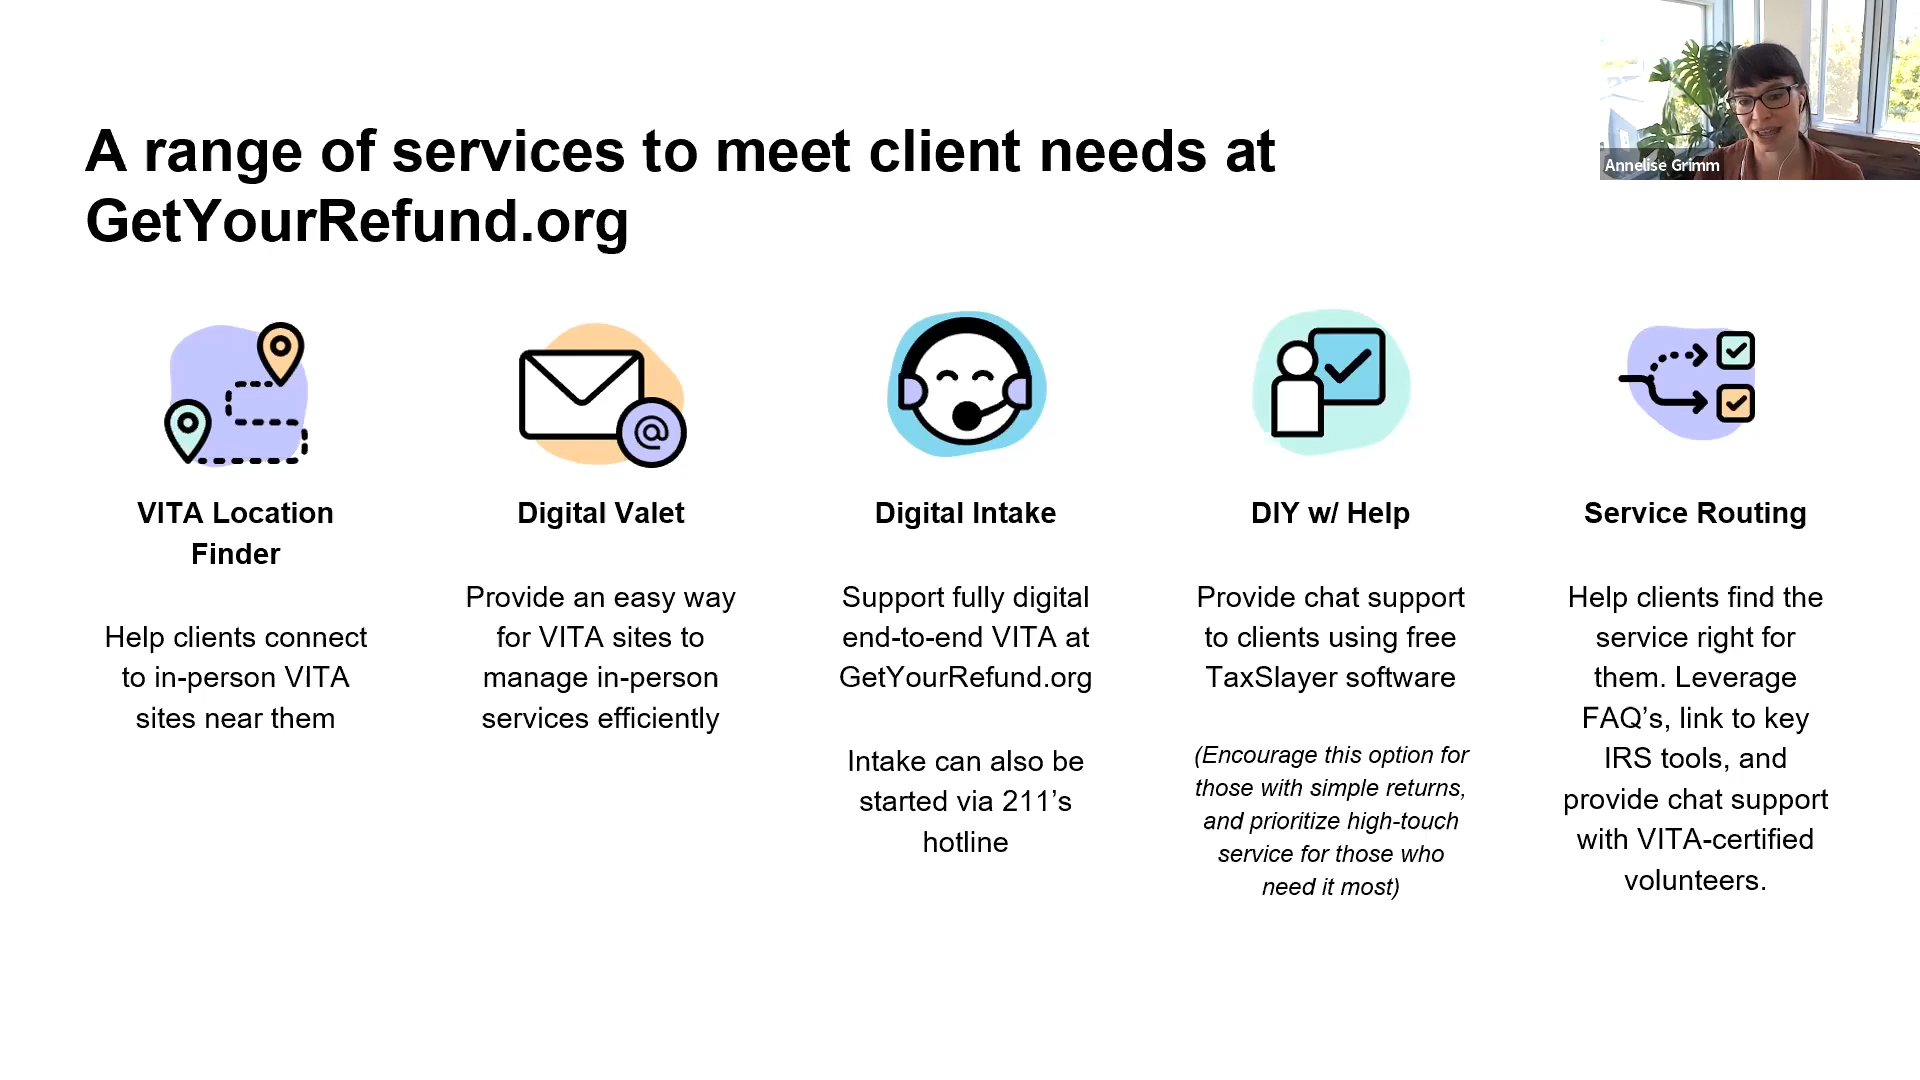 A range of services to meet client needs at
GetYourRefund.org
Annelise Grimm
VITA Location
Finder
Help clients connect
to in-person VITA
sites near them
Digital Valet
Provide an easy way
for VITA sites to
manage in-person
services efficiently
Digital Intake
Support fully digital
end-to-end VITA at
GetYourRefund.org
Intake can also be
started via 211’s
hotline
DIY w/ Help
Provide chat support
to clients using free
TaxSlayer software
(Encourage this option for
those with simple returns,
and prioritize high-touch
service for those who
need it most)
Service Routing
Help clients find the
service right for
them. Leverage
FAQ’s, link to key
IRS tools, and
provide chat support
with VITA-certified
volunteers.
@